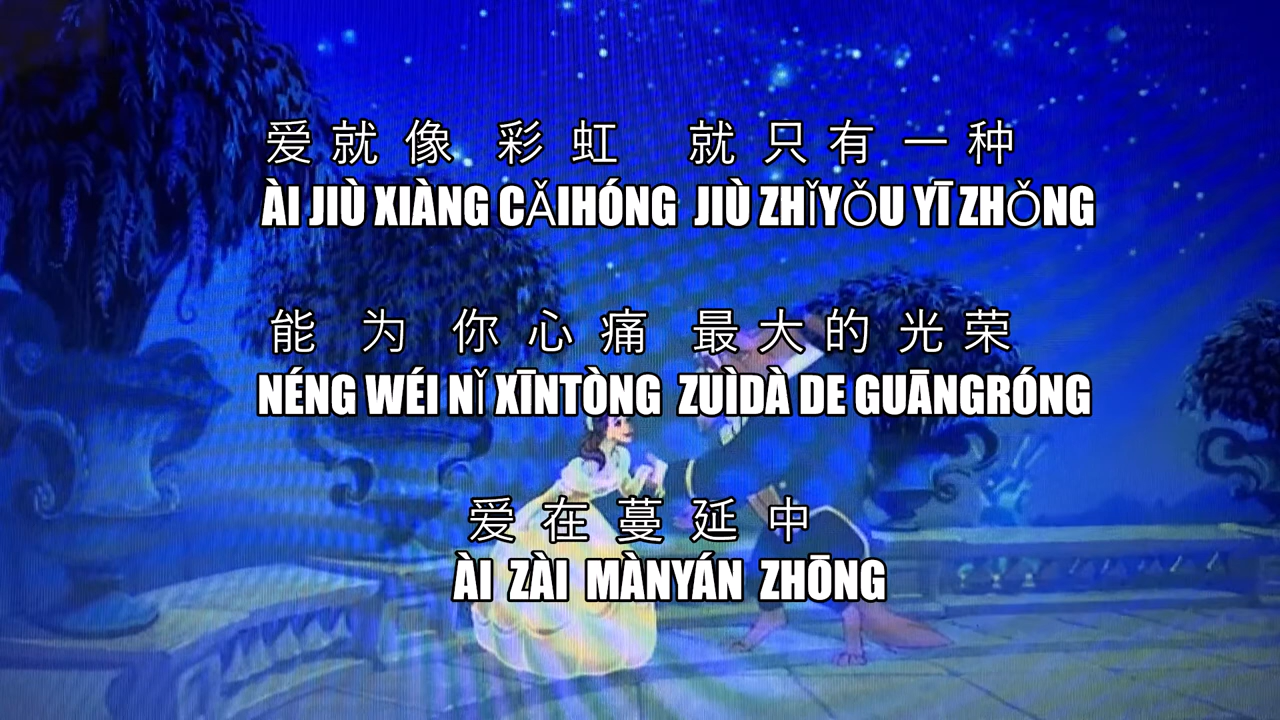 爱就像彩虹 就只有一种
ÀI JIÙ XIÀNG CǍIHÓNG JIÙ ZHǏYǑU YĪ ZHǑNG
能为你心痛 最大的光荣
NÉNG WÉI NǏ XĪNTÒNG ZUÌDÀ DE GUĀNGRÓNG
爱在蔓延中
ÀI ZÀI MÀNYÁN ZHŌNG